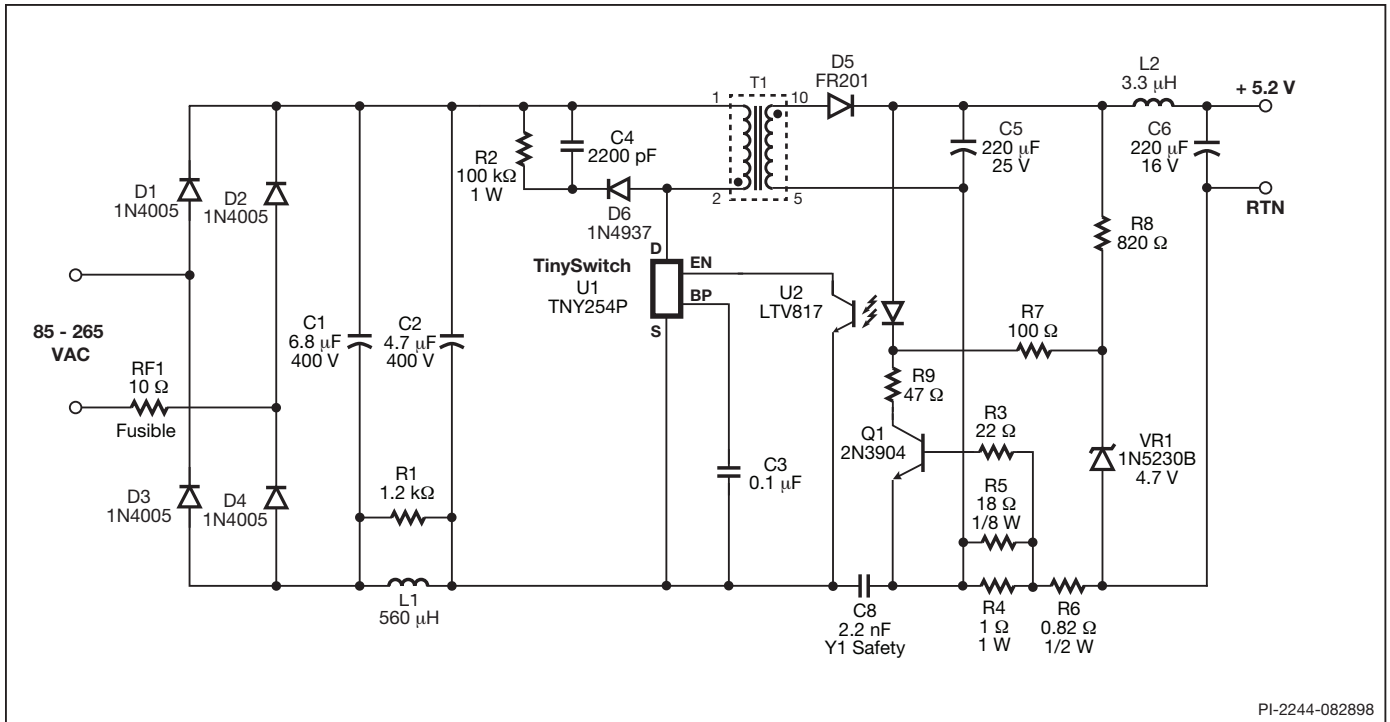 D5
FR201
L2
3.3 µH
+ 5.2 V
T1
1
10
2
5
C4
2200 pF
R2
100 kΩ
1 W
D6
1N4937
C5
220 µF
25 V
C6
220 µF
16 V
RTN
D1
1N4005
D2
1N4005
R8
820 Ω
D
TinySwitch
U1
TNY254P
EN
BP
S
U2
LTV817
R7
100 Ω
85 - 265
VAC
C1
6.8 µF
400 V
C2
4.7 µF
400 V
RF1
10 Ω
Fusible
R9
47 Ω
Q1
2N3904
R3
22 Ω
VR1
1N5230B
4.7 V
D3
1N4005
D4
1N4005
R1
1.2 kΩ
C3
0.1 µF
R5
18 Ω
1/8 W
L1
560 µH
C8
2.2 nF
Y1 Safety
R4
1 Ω
1 W
R6
0.82 Ω
1/2 W
PI-2244-082898